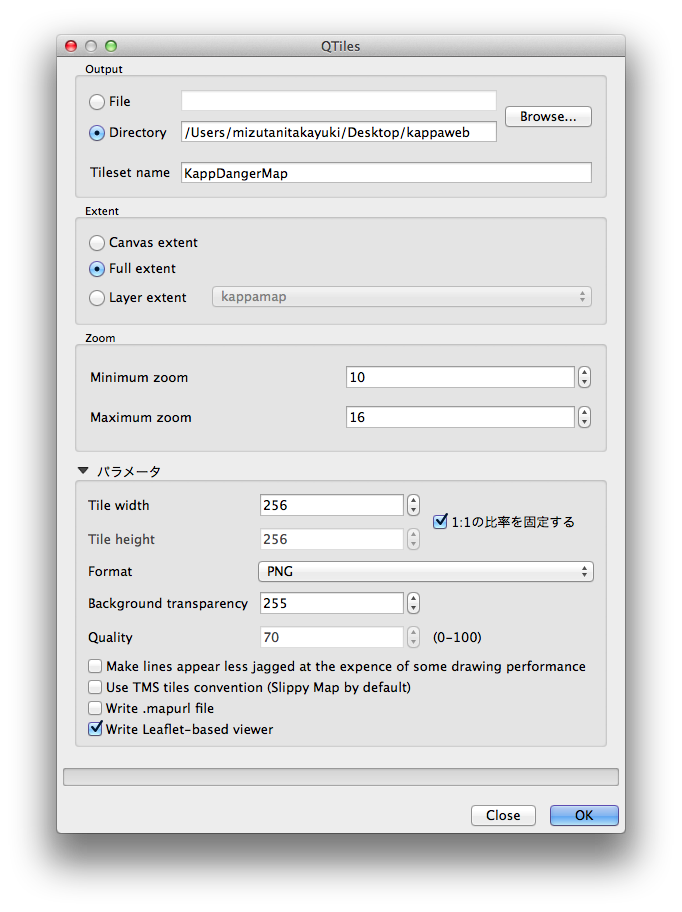 QTiles
Output
File
Browse...
Directory /Users/mizutanitakayuki/Desktop/kappaweb
Tileset name KappDangerMap
Extent
Canvas extent
Full extent
Layer extent kappamap
Zoom
Minimum zoom 10
Maximum zoom 16
パラメータ
Tile width 256
1:1の比率を固定する
Tile height 256
Format PNG
Background transparency 255
Quality 70 (0-100)
Make lines appear less jagged at the expence of some drawing performance
Use TMS tiles convention (Slippy Map by default)
Write .mapurl file
Write Leaflet-based viewer
Close OK